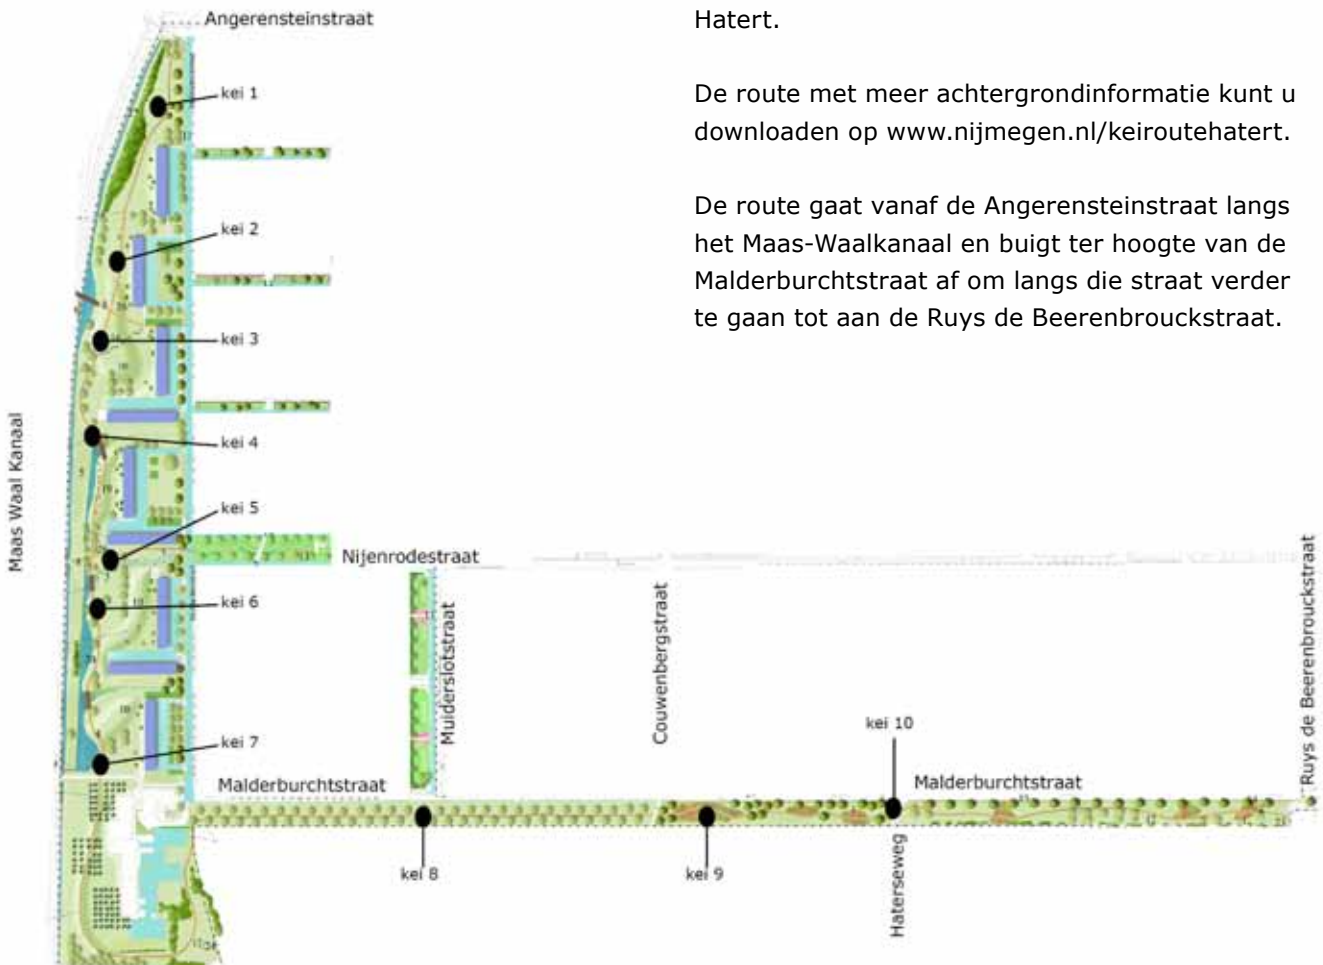 Hatert.
De route met meer achtergrondinformatie kunt u
downloaden op www.nijmegen.nl/keiroutehatert.
De route gaat vanaf de Angerensteinstraat langs
het Maas-Waalkanaal en buigt ter hoogte van de
Malderburchtstraat af om langs die straat verder
te gaan tot aan de Ruys de Beerenbrouckstraat.
Angerensteinstraat
kei 1
kei 2
kei 3
kei 4
kei 5
kei 6
kei 7
Maas Waal Kanaal
Nijenrodestraat
Muiderslotstraat
Couwenbergstraat
Ruys de Beerenbrouckstraat
kei 10
Malderburchtstraat
Malderburchtstraat
kei 8
kei 9
Haterseweg